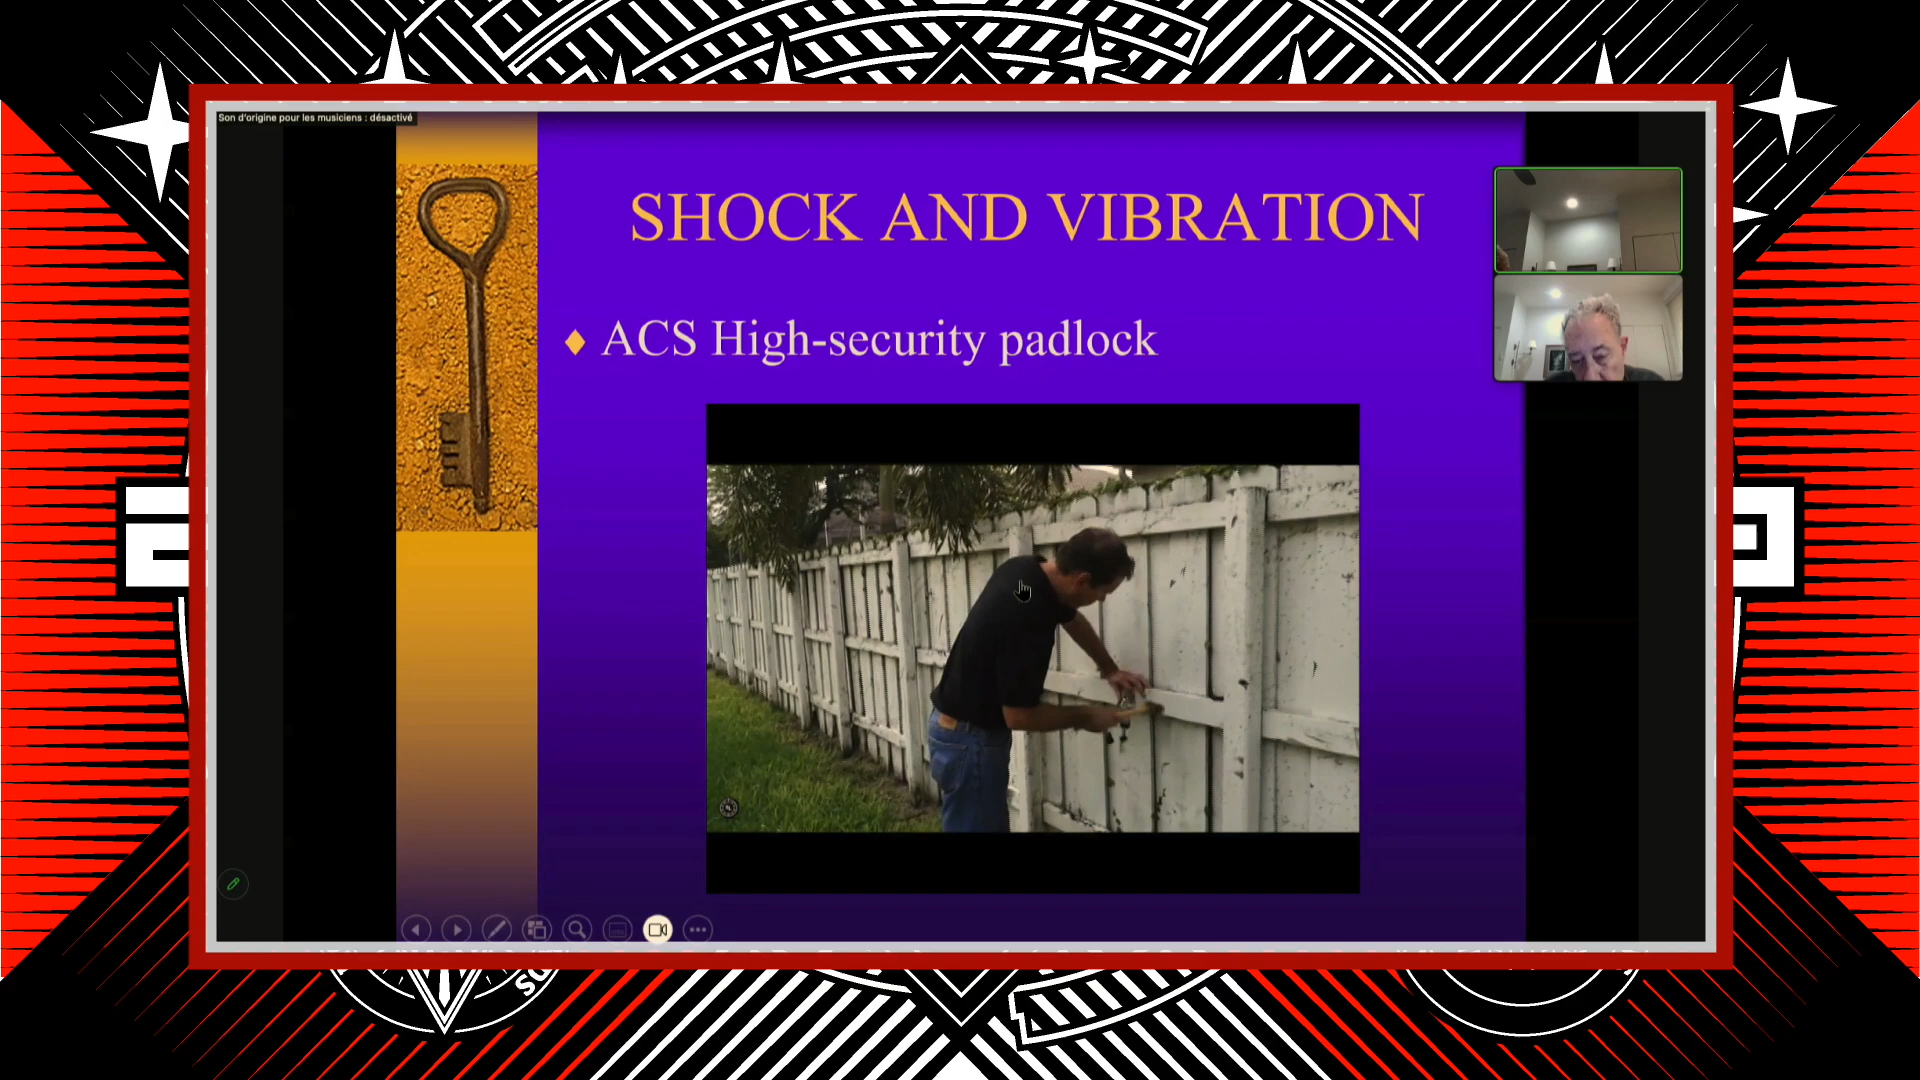 Son d'origine pour les musiciens : désactivé
SHOCK AND VIBRATION
ACS High-security padlock